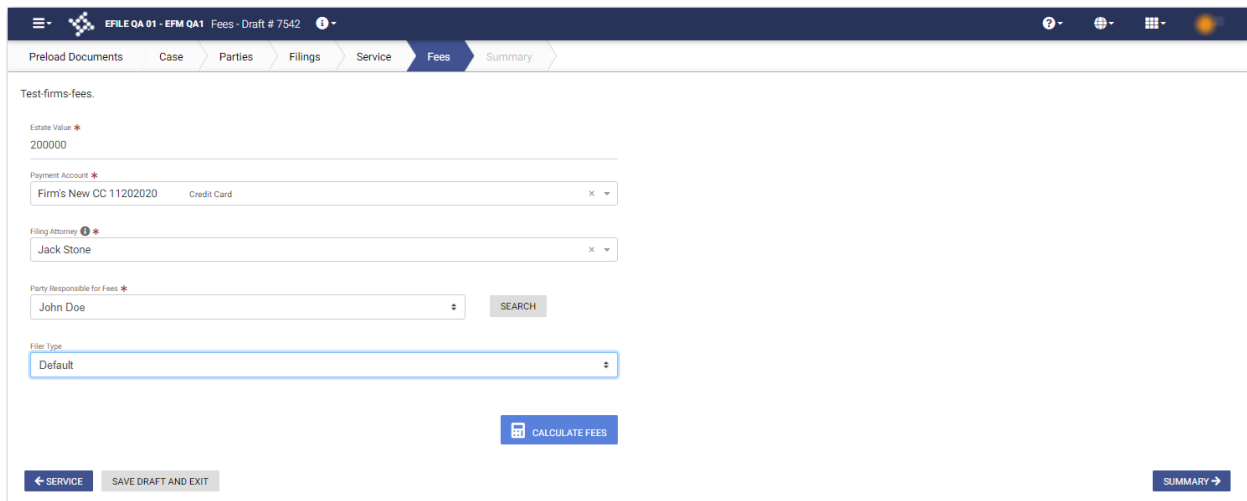 EFILE QA 01 - EFM QA1 Fees - Draft # 7542
Preload Documents Case Parties Filings Service Fees Summary
Test-firms-fees.
Estate Value *
200000
Payment Account *
Firm's New CC 11202020 Credit Card
Filing Attorney *
Jack Stone
Party Responsible for Fees *
John Doe SEARCH
Filer Type
Default
CALCULATE FEES
SERVICE SAVE DRAFT AND EXIT SUMMARY